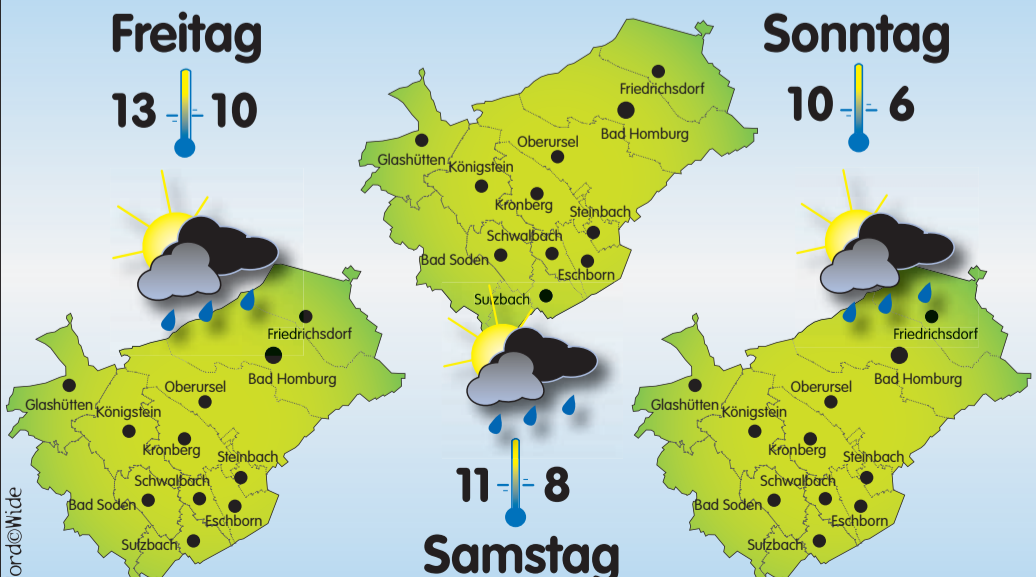 Freitag
13 10
Friedrichsdorf
Bad Homburg
Oberursel
Glashütten
Königstein
Kronberg
Steinbach
Schwalbach
Bad Soden
Eschborn
Sulzbach
Friedrichsdorf
Bad Homburg
Oberursel
Glashütten
Königstein
Kronberg
Steinbach
Schwalbach
Bad Soden
Eschborn
Sulzbach
11 8
Samstag
Sonntag
10 6
Friedrichsdorf
Bad Homburg
Oberursel
Glashütten
Königstein
Kronberg
Steinbach
Schwalbach
Bad Soden
Eschborn
Sulzbach
ord©Wide